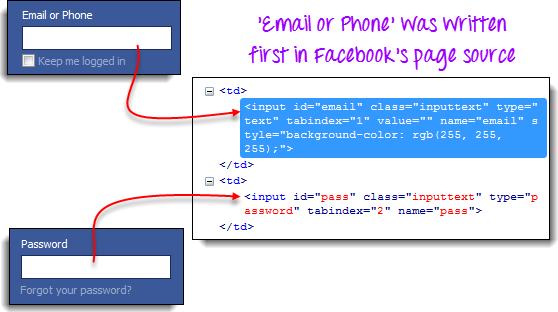 Email or Phone
Keep me logged in
'Email or Phone' was written
first in Facebook's page source
<td>
<input id="email" class="inputtext" type="
text" tabindex="1" value="" name="email" s
tyle="background-color: rgb(255, 255,
255);">
</td>
<td>
<input id="pass" class="inputtext" type="p
assword" tabindex="2" name="pass">
</td>
Password
Forgot your password?